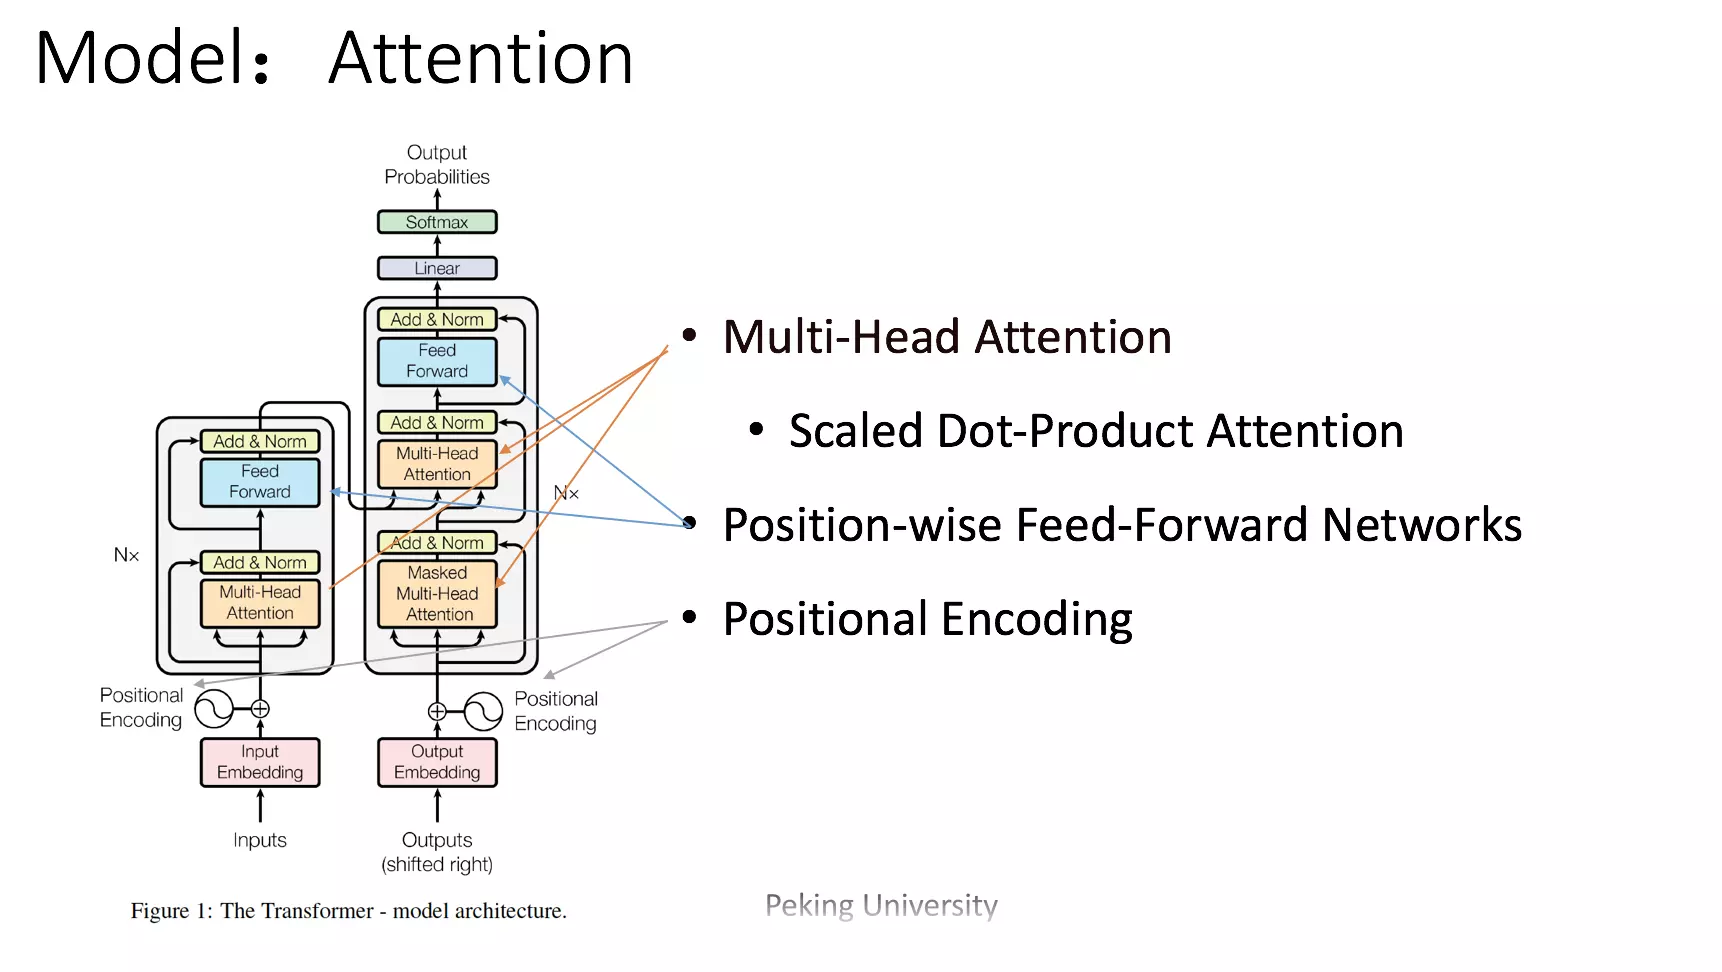 Model： Attention
Output
Probabilities
Softmax
Linear
Add & Norm
Feed
Forward
Add & Norm
Multi-Head
Attention
Nx
Add & Norm
Masked
Multi-Head
Attention
Add & Norm
Feed
Forward
Nx
Add & Norm
Multi-Head
Attention
Positional
Encoding
Positional
Encoding
Input
Embedding
Output
Embedding
Inputs
Outputs
(shifted right)
Figure 1: The Transformer - model architecture.
• Multi-Head Attention
• Scaled Dot-Product Attention
• Position-wise Feed-Forward Networks
• Positional Encoding
Peking University